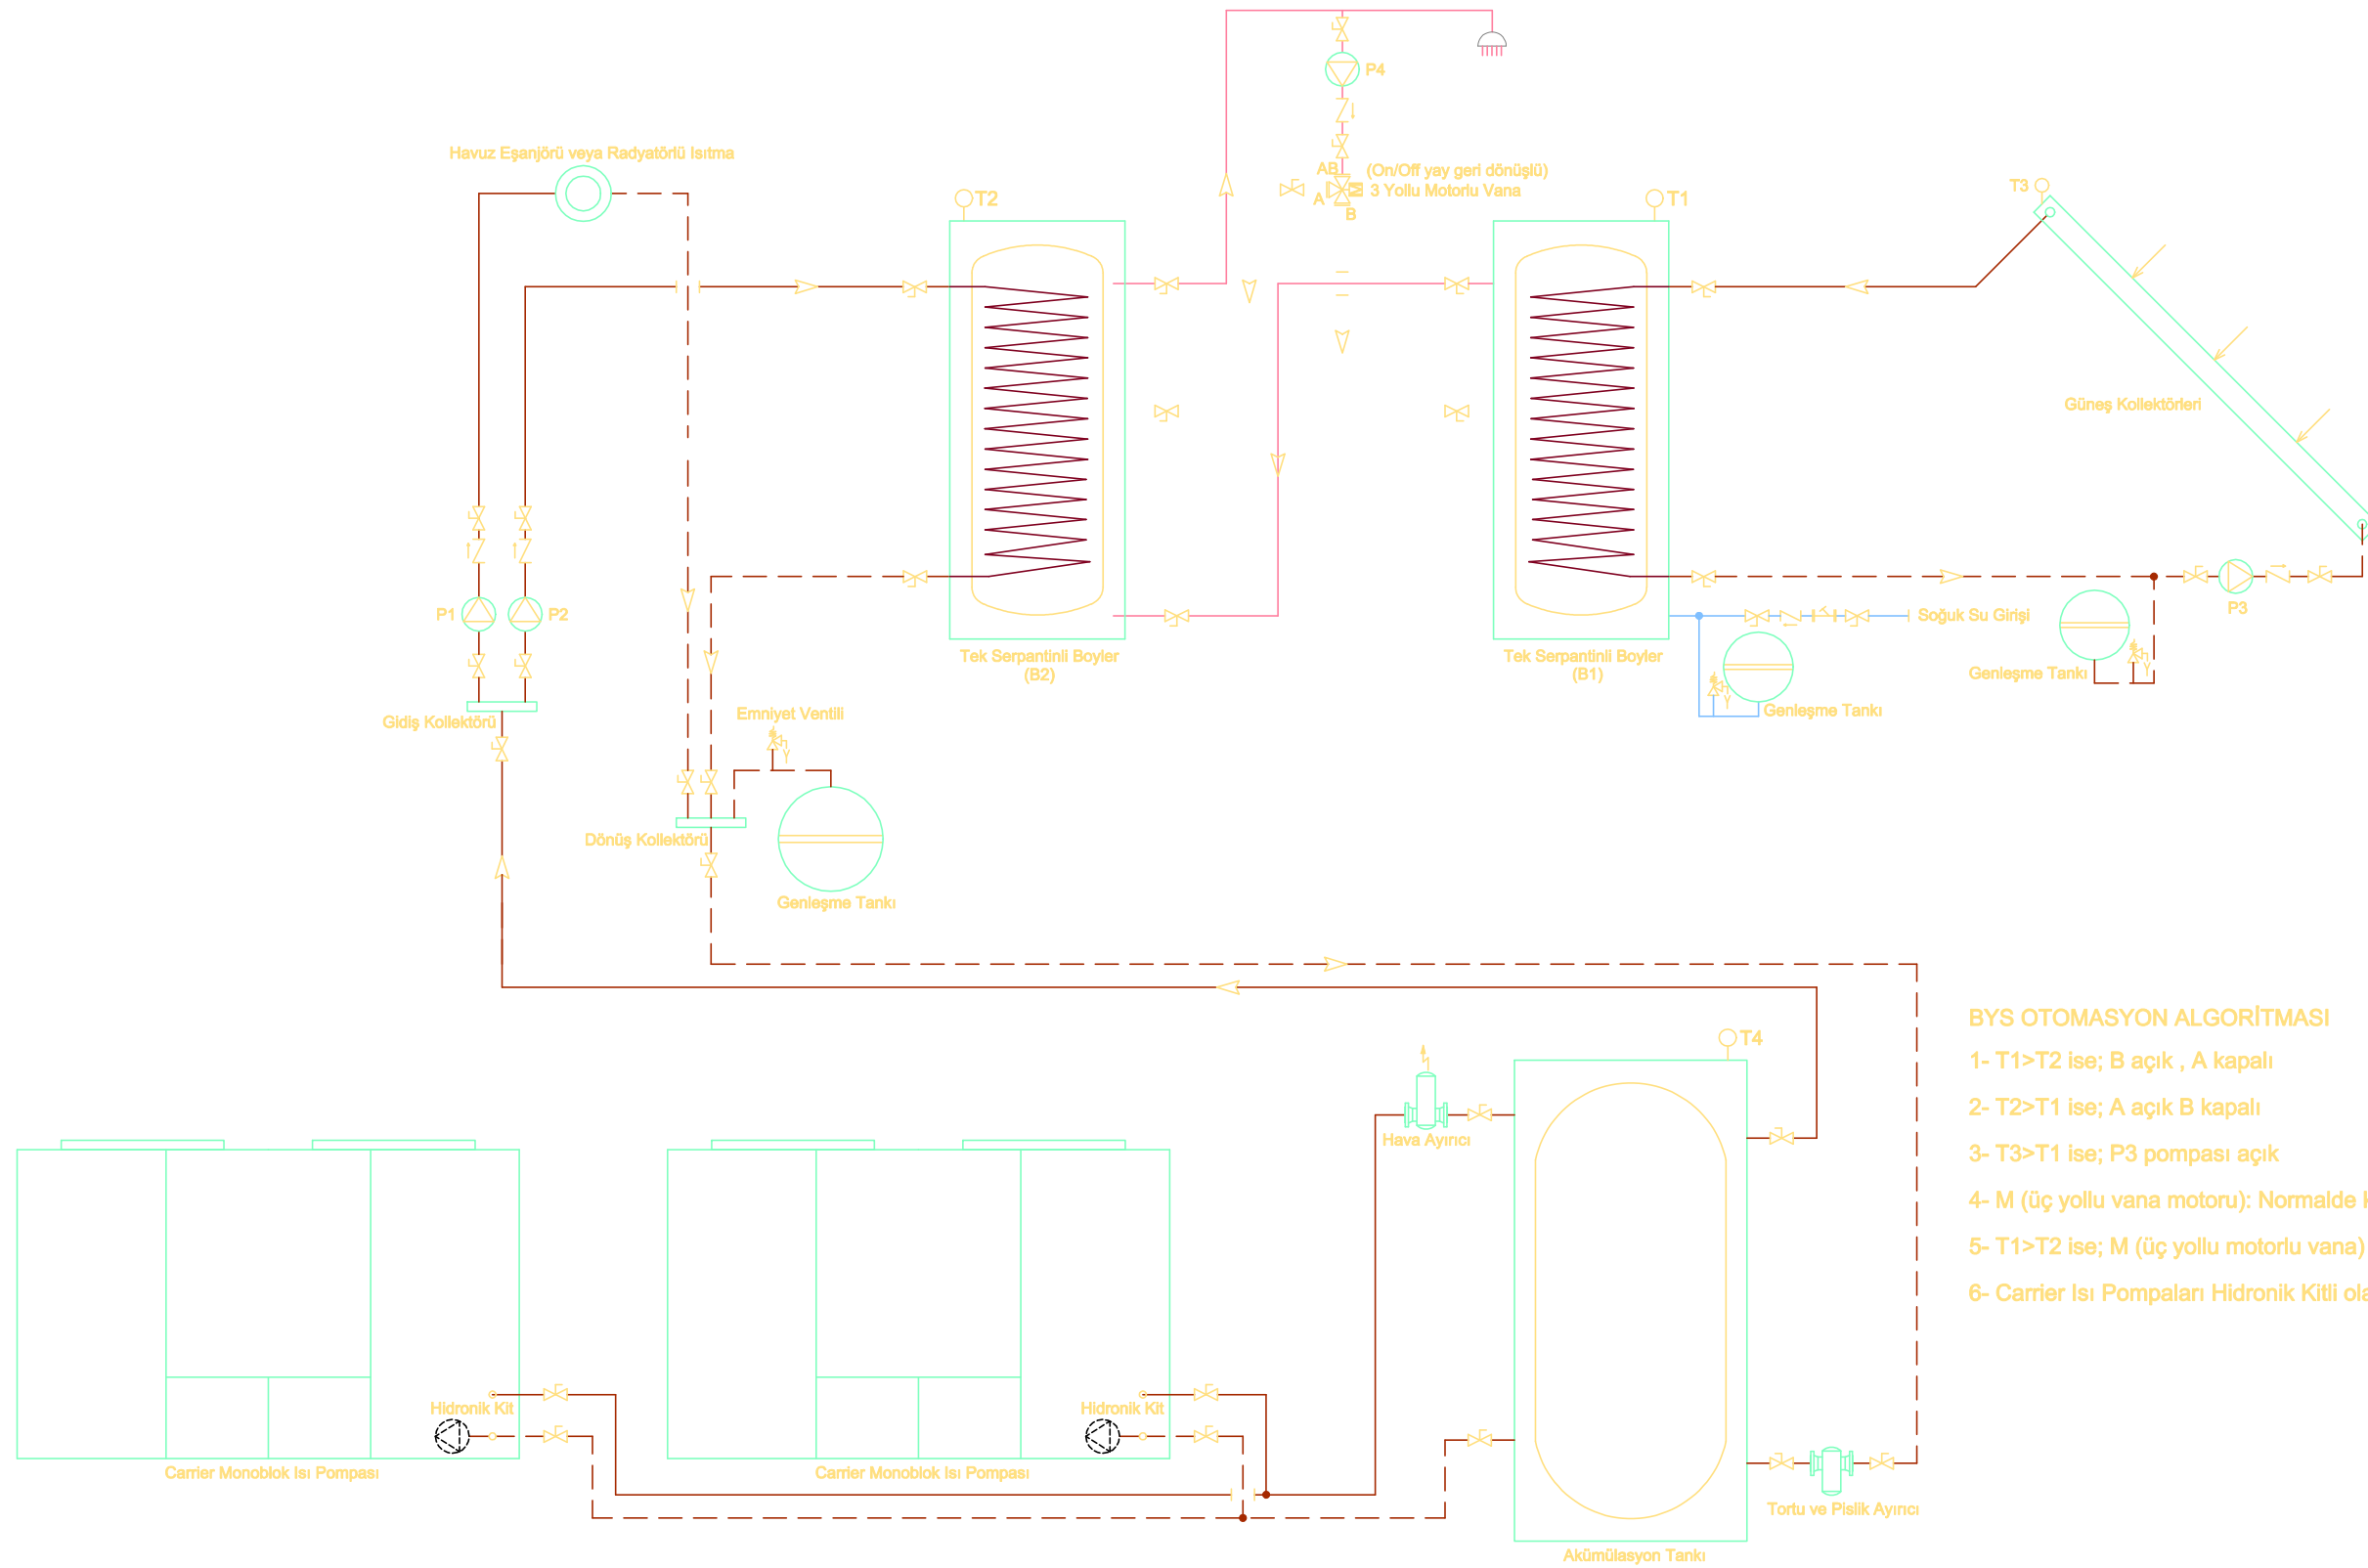 P4
Havuz Eşanjörü veya Radyatörlü Isıtma
AB
(On/Off yay geri dönüşlü)
M
3 Yollu Motorlu Vana
A
B
T2
T1
T3
Güneş Kollektörleri
P1
P2
P3
Soğuk Su Girişi
Tek Serpantinli Boyler
(B2)
Tek Serpantinli Boyler
(B1)
Genleşme Tankı
Genleşme Tankı
Gidiş Kollektörü
Emniyet Ventili
Dönüş Kollektörü
Genleşme Tankı
BYS OTOMASYON ALGORİTMASI
1- T1>T2 ise; B açık , A kapalı
2- T2>T1 ise; A açık B kapalı
3- T3>T1 ise; P3 pompası açık
4- M (üç yollu vana motoru): Normalde
5- T1>T2 ise; M (üç yollu motorlu vana)
6- Carrier Isı Pompaları Hidronik Kitli
T4
Hava Ayırıcı
Hidronik Kit
Hidronik Kit
Carrier Monoblok Isı Pompası
Carrier Monoblok Isı Pompası
Tortu ve Pislik Ayırıcı
Akümülasyon Tankı